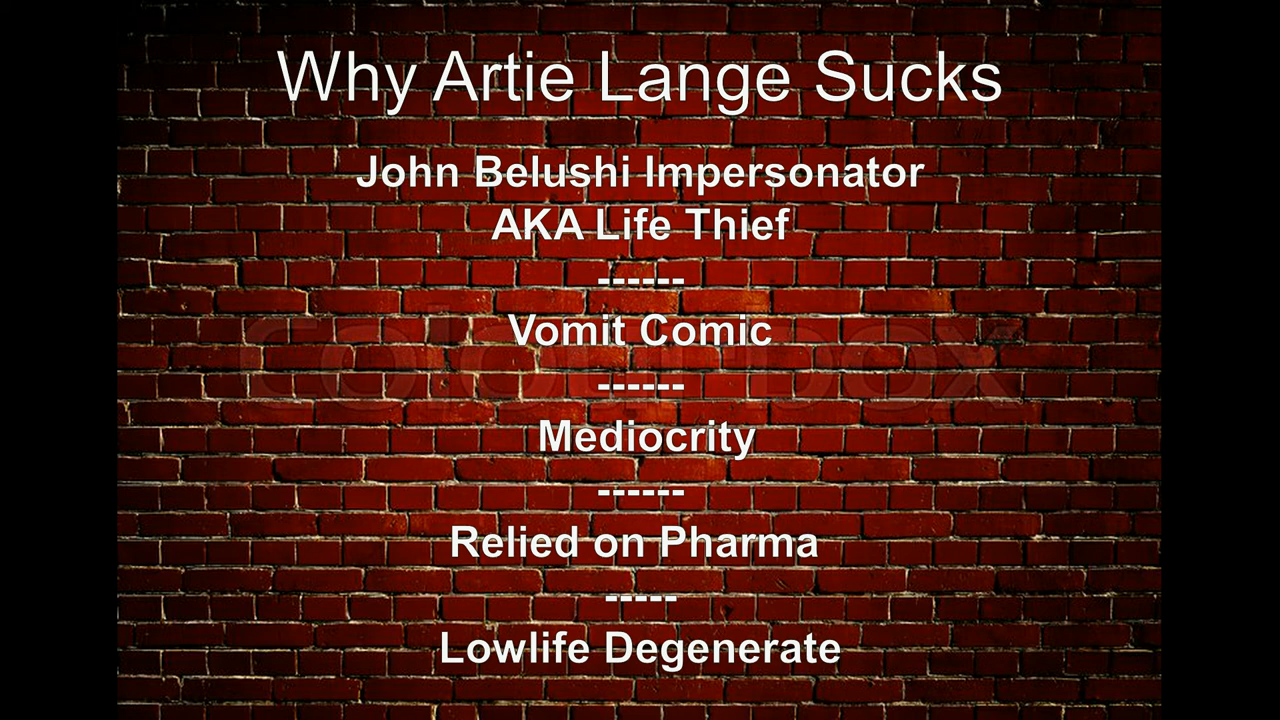 Why Artie Lange Sucks
John Belushi Impersonator
AKA Life Thief
------
Vomit Comic
------
Mediocrity
------
Relied on Pharma
-----
Lowlife Degenerate